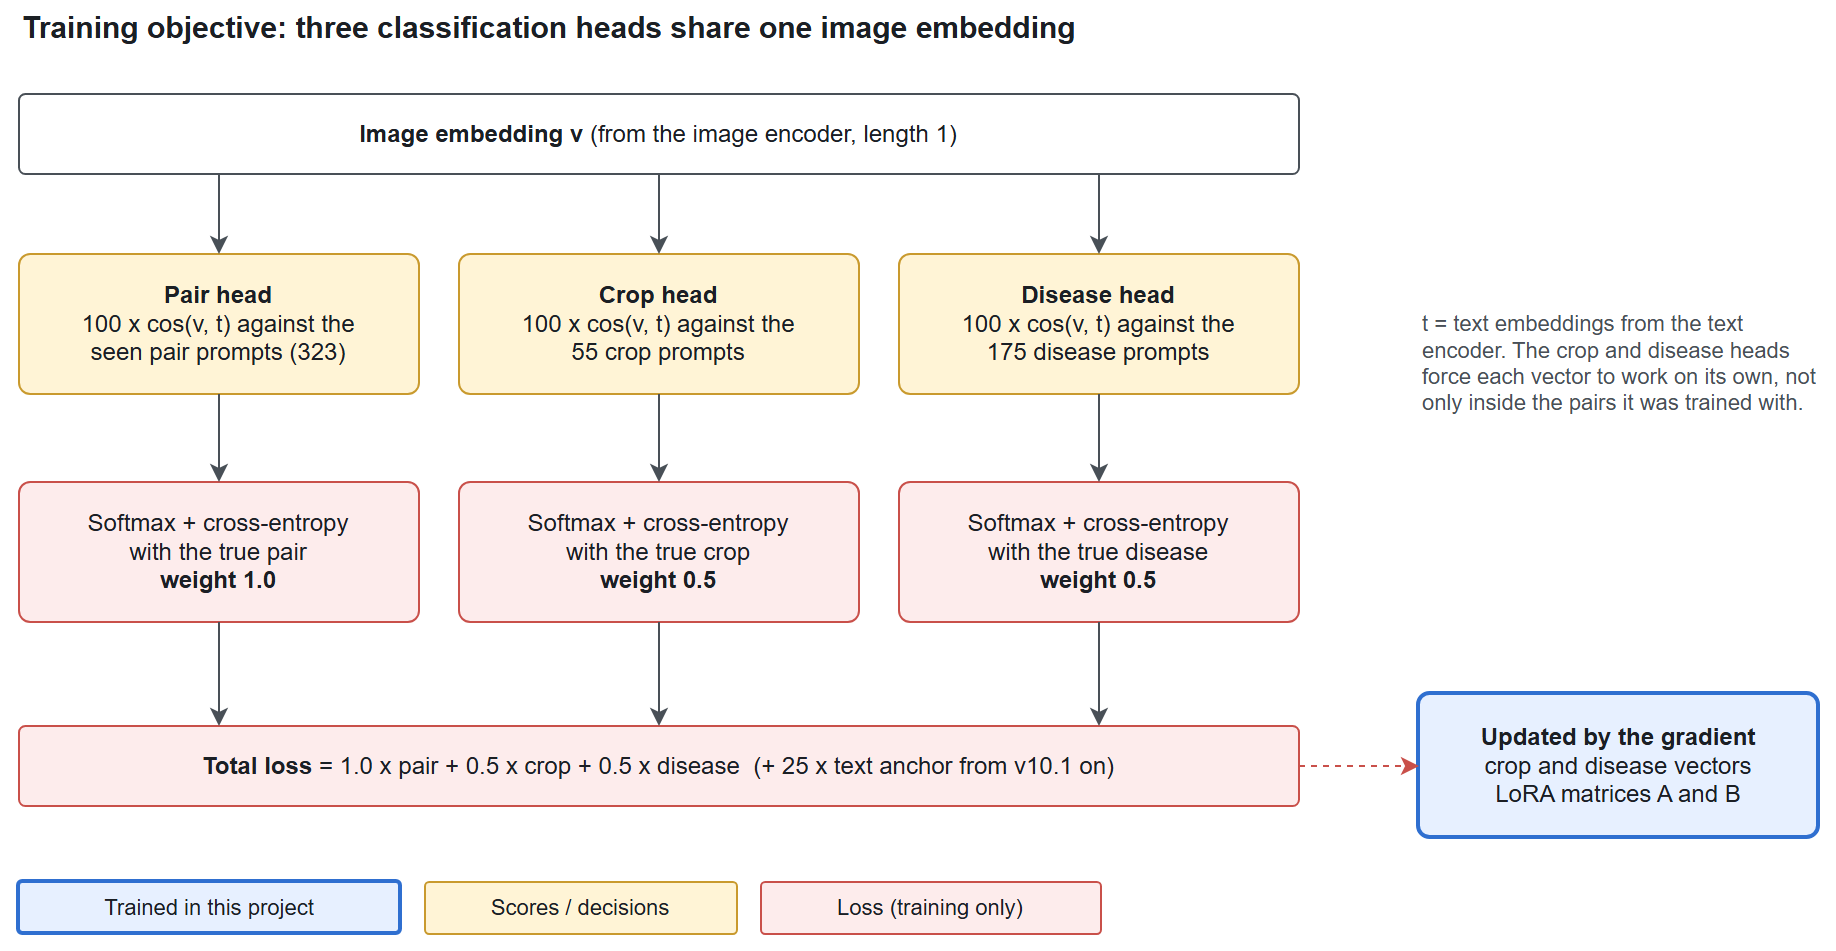 Training objective: three classification heads share one image embedding
Image embedding v (from the image encoder, length 1)
Pair head
100 x cos(v, t) against the
seen pair prompts (323)
Crop head
100 x cos(v, t) against the
55 crop prompts
Disease head
100 x cos(v, t) against the
175 disease prompts
t = text embeddings from the text
encoder. The crop and disease heads
force each vector to work on its own, not
only inside the pairs it was trained with.
Softmax + cross-entropy
with the true pair
weight 1.0
Softmax + cross-entropy
with the true crop
weight 0.5
Softmax + cross-entropy
with the true disease
weight 0.5
Total loss = 1.0 x pair + 0.5 x crop + 0.5 x disease (+ 25 x text anchor from v10.1 on)
Updated by the gradient
crop and disease vectors
LoRA matrices A and B
Trained in this project
Scores / decisions
Loss (training only)